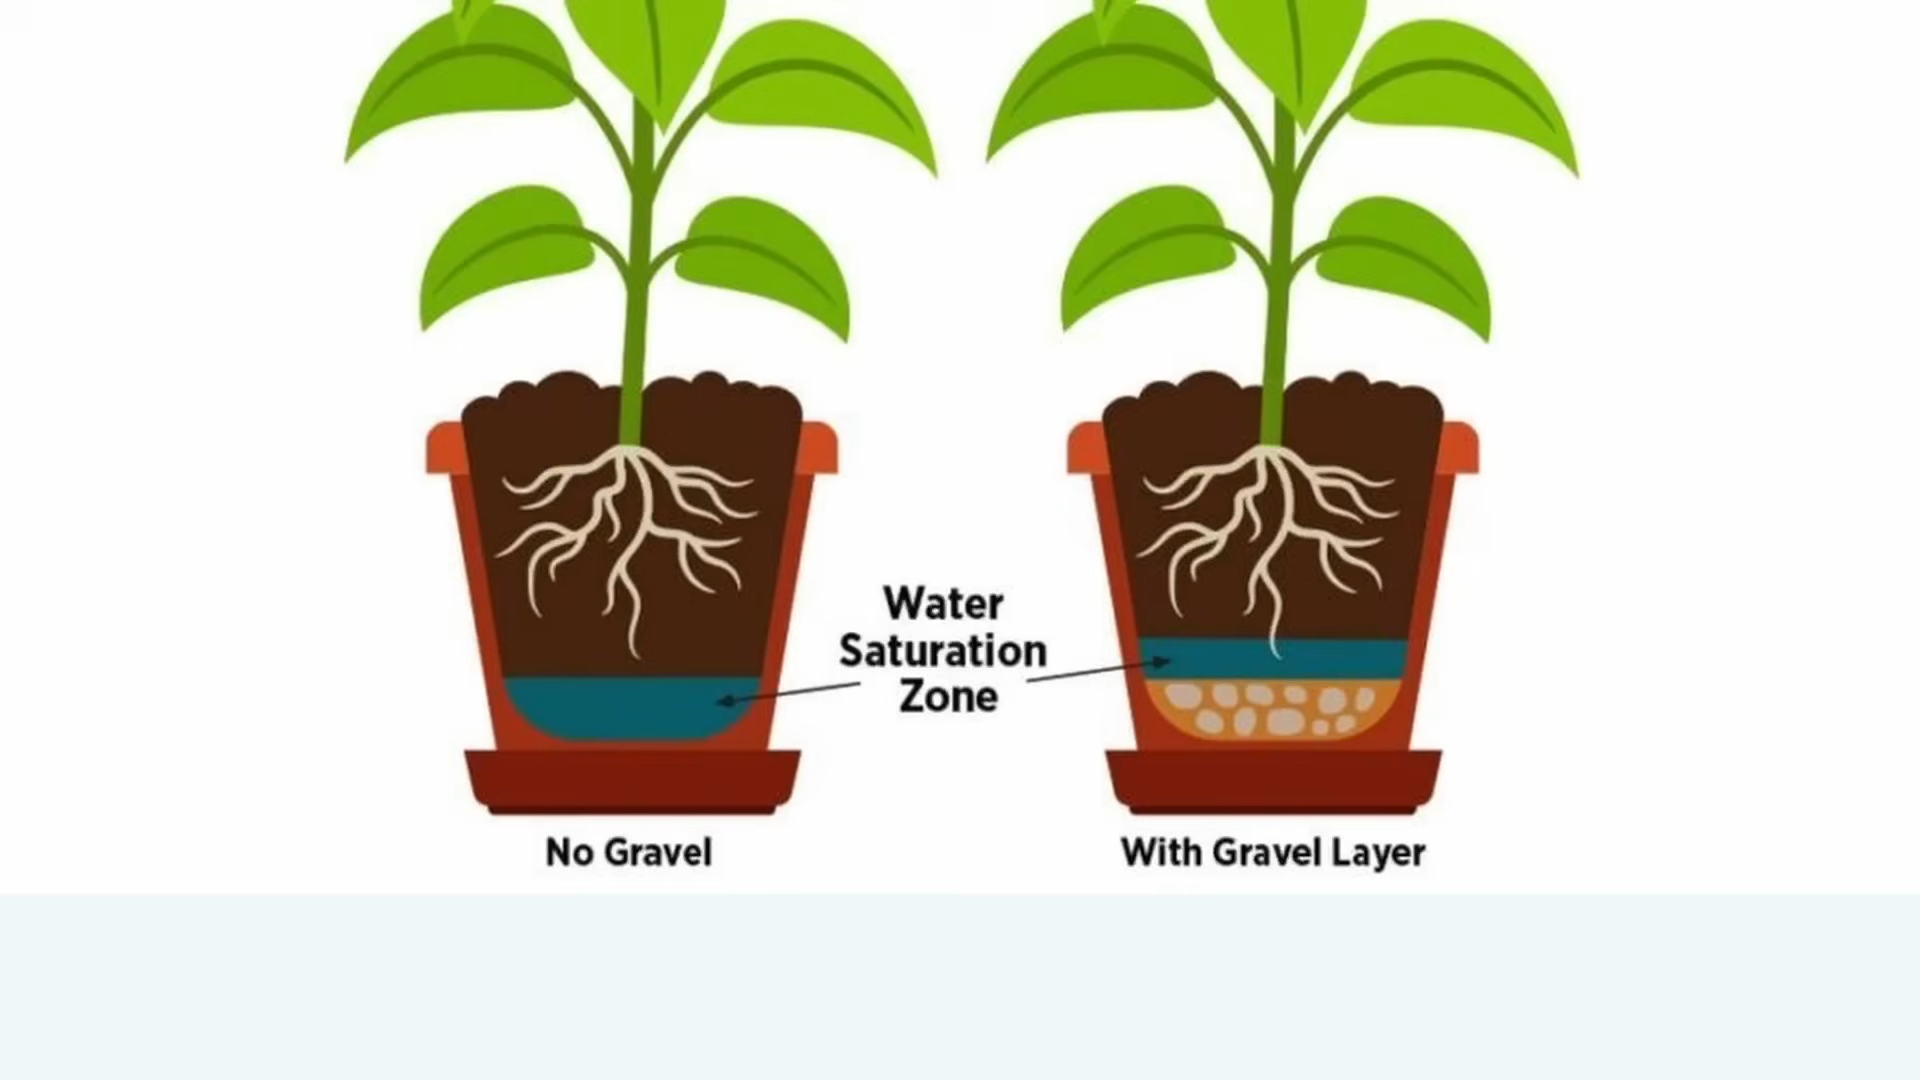 Water
Saturation
Zone
No Gravel
With Gravel Layer